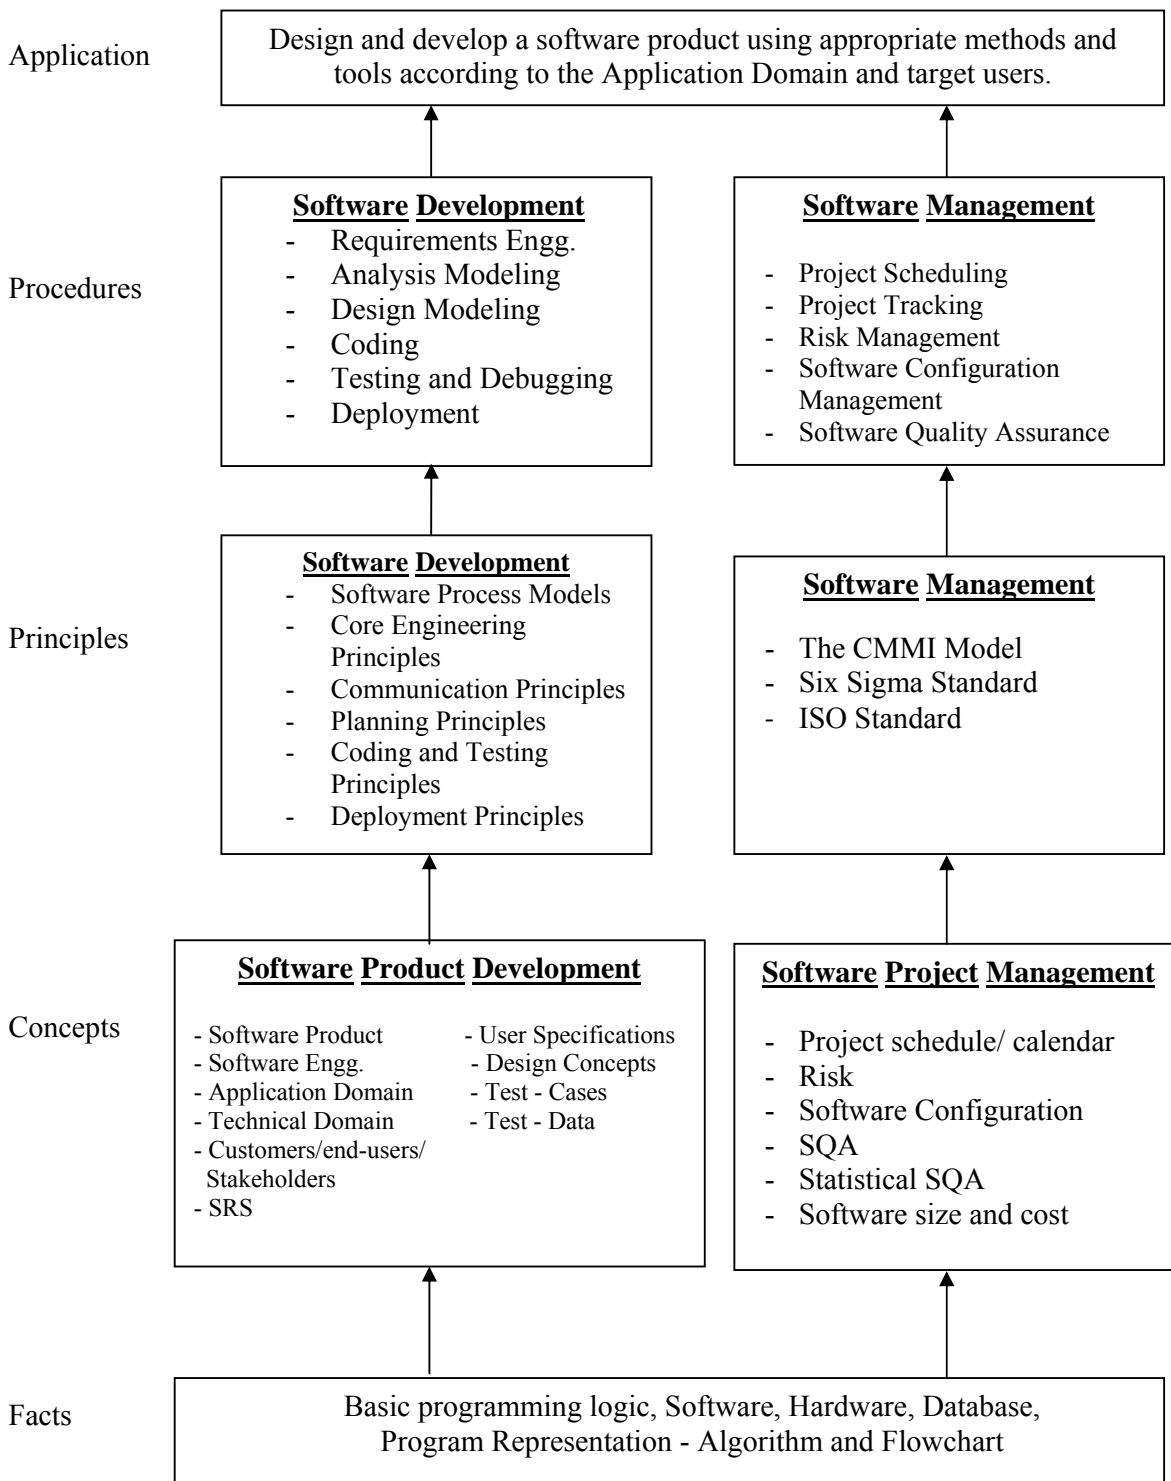 Application
Design and develop a software product using appropriate methods and
tools according to the Application Domain and target users.
Procedures
Software Development
- Requirements Engg.
- Analysis Modeling
- Design Modeling
- Coding
- Testing and Debugging
- Deployment
Software Management
- Project Scheduling
- Project Tracking
- Risk Management
- Software Configuration
Management
- Software Quality Assurance
Principles
Software Development
- Software Process Models
- Core Engineering
Principles
- Communication Principles
- Planning Principles
- Coding and Testing
Principles
- Deployment Principles
Software Management
- The CMMI Model
- Six Sigma Standard
- ISO Standard
Concepts
Software Product Development
- Software Product
- Software Engg.
- Application Domain
- Technical Domain
- Customers/end-users/
Stakeholders
- SRS
- User Specifications
- Design Concepts
- Test - Cases
- Test - Data
Software Project Management
- Project schedule/ calendar
- Risk
- Software Configuration
- SQA
- Statistical SQA
- Software size and cost
Facts
Basic programming logic, Software, Hardware, Database,
Program Representation - Algorithm and Flowchart